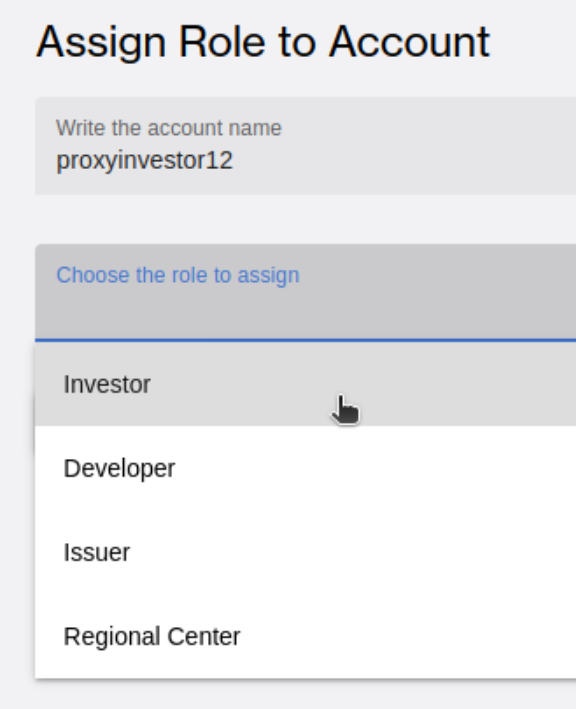 Assign Role to Account
Write the account name
proxyinvestor12
Choose the role to assign
Investor
Developer
Issuer
Regional Center